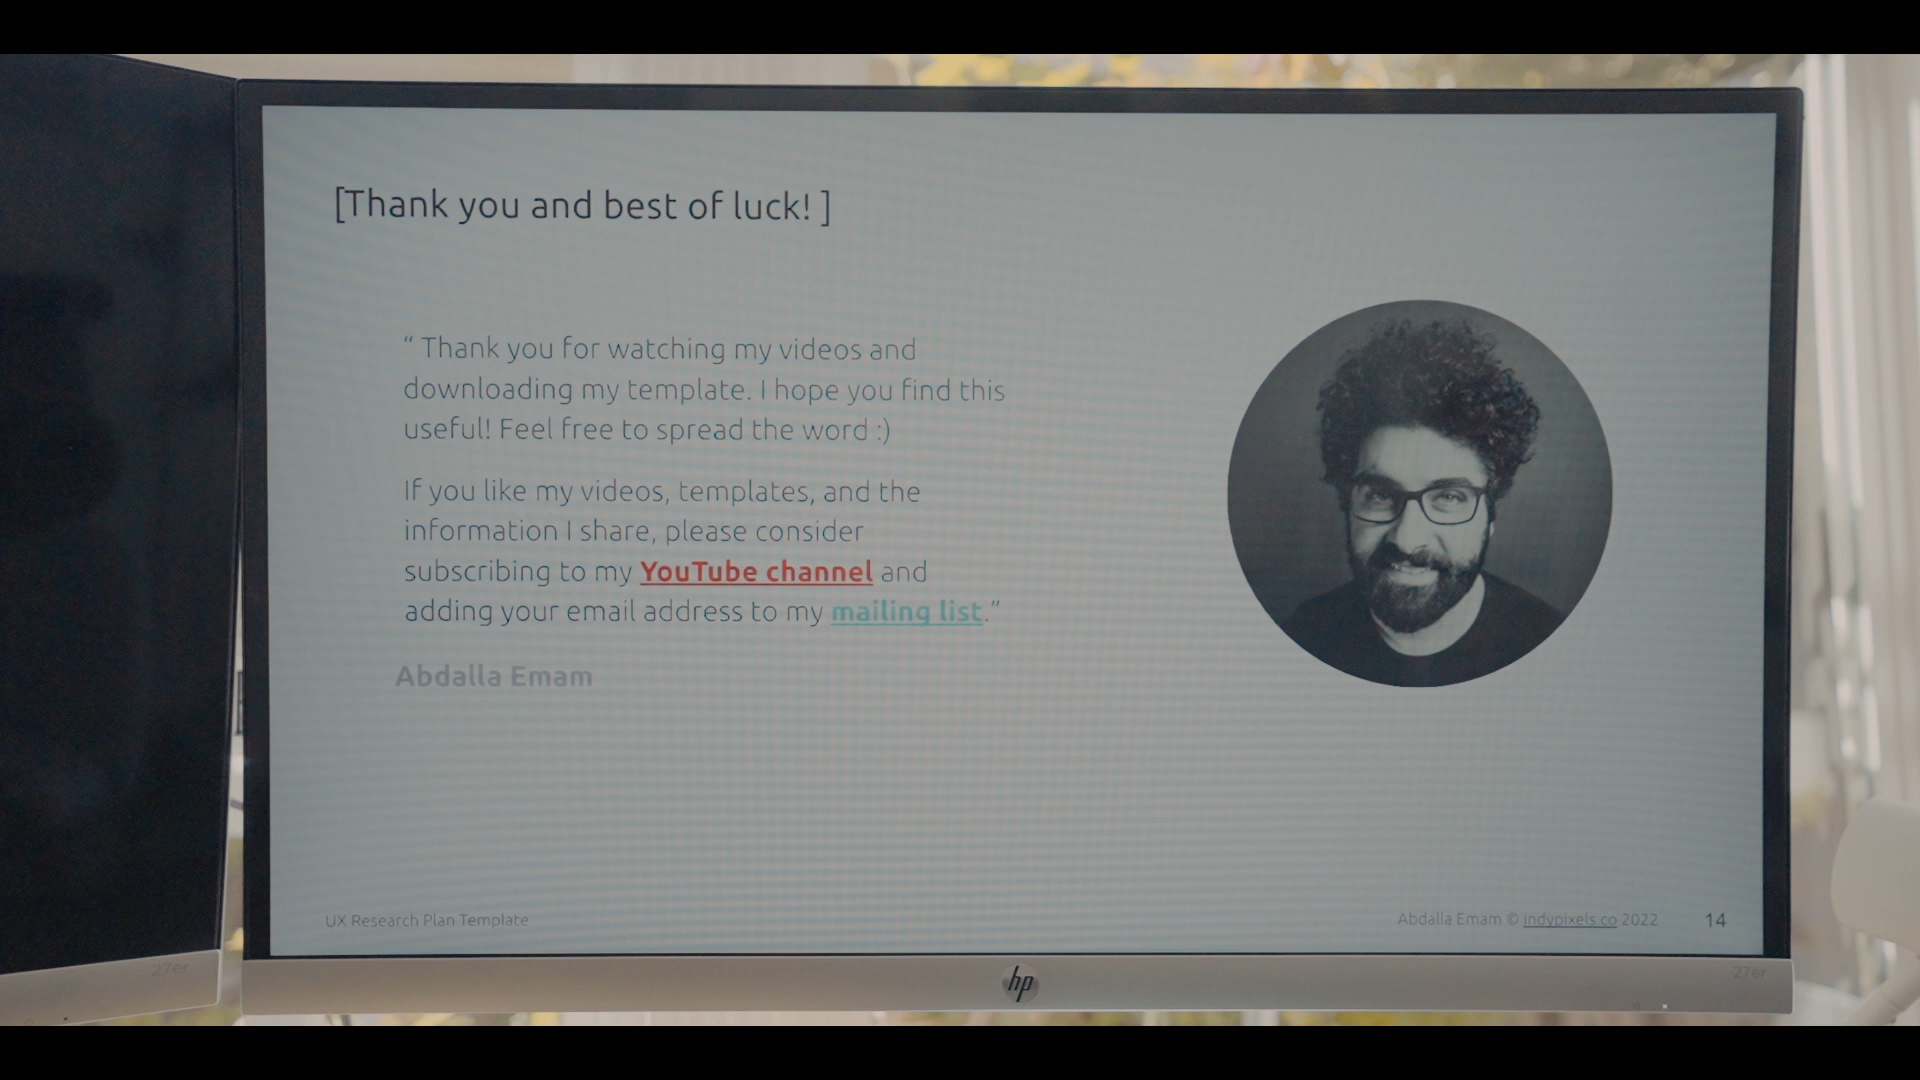 [Thank you and best of luck! ]
“ Thank you for watching my videos and
downloading my template. I hope you find this
useful! Feel free to spread the word :)
If you like my videos, templates, and the
information I share, please consider
subscribing to my YouTube channel and
adding your email address to my mailing list.”
Abdalla Emam
UX Research Plan Template
Abdalla Emam © indypixels.co 2022
14
27er
hp
27er